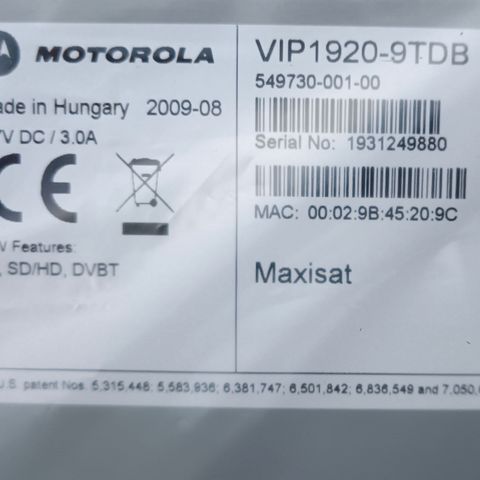 MOTOROLA
Made in Hungary 2009-08
V DC / 3.0A
CE
Features:
SD/HD, DVBT
VIP1920-9TDB
549730-001-00
Serial No: 1931249880
MAC: 00:02:9B:45:20:9C
Maxisat
U.S. patent Nos. 5,315,448; 5,583,936; 6,381,747; 6,501,842; 6,836,549 and 7,050,